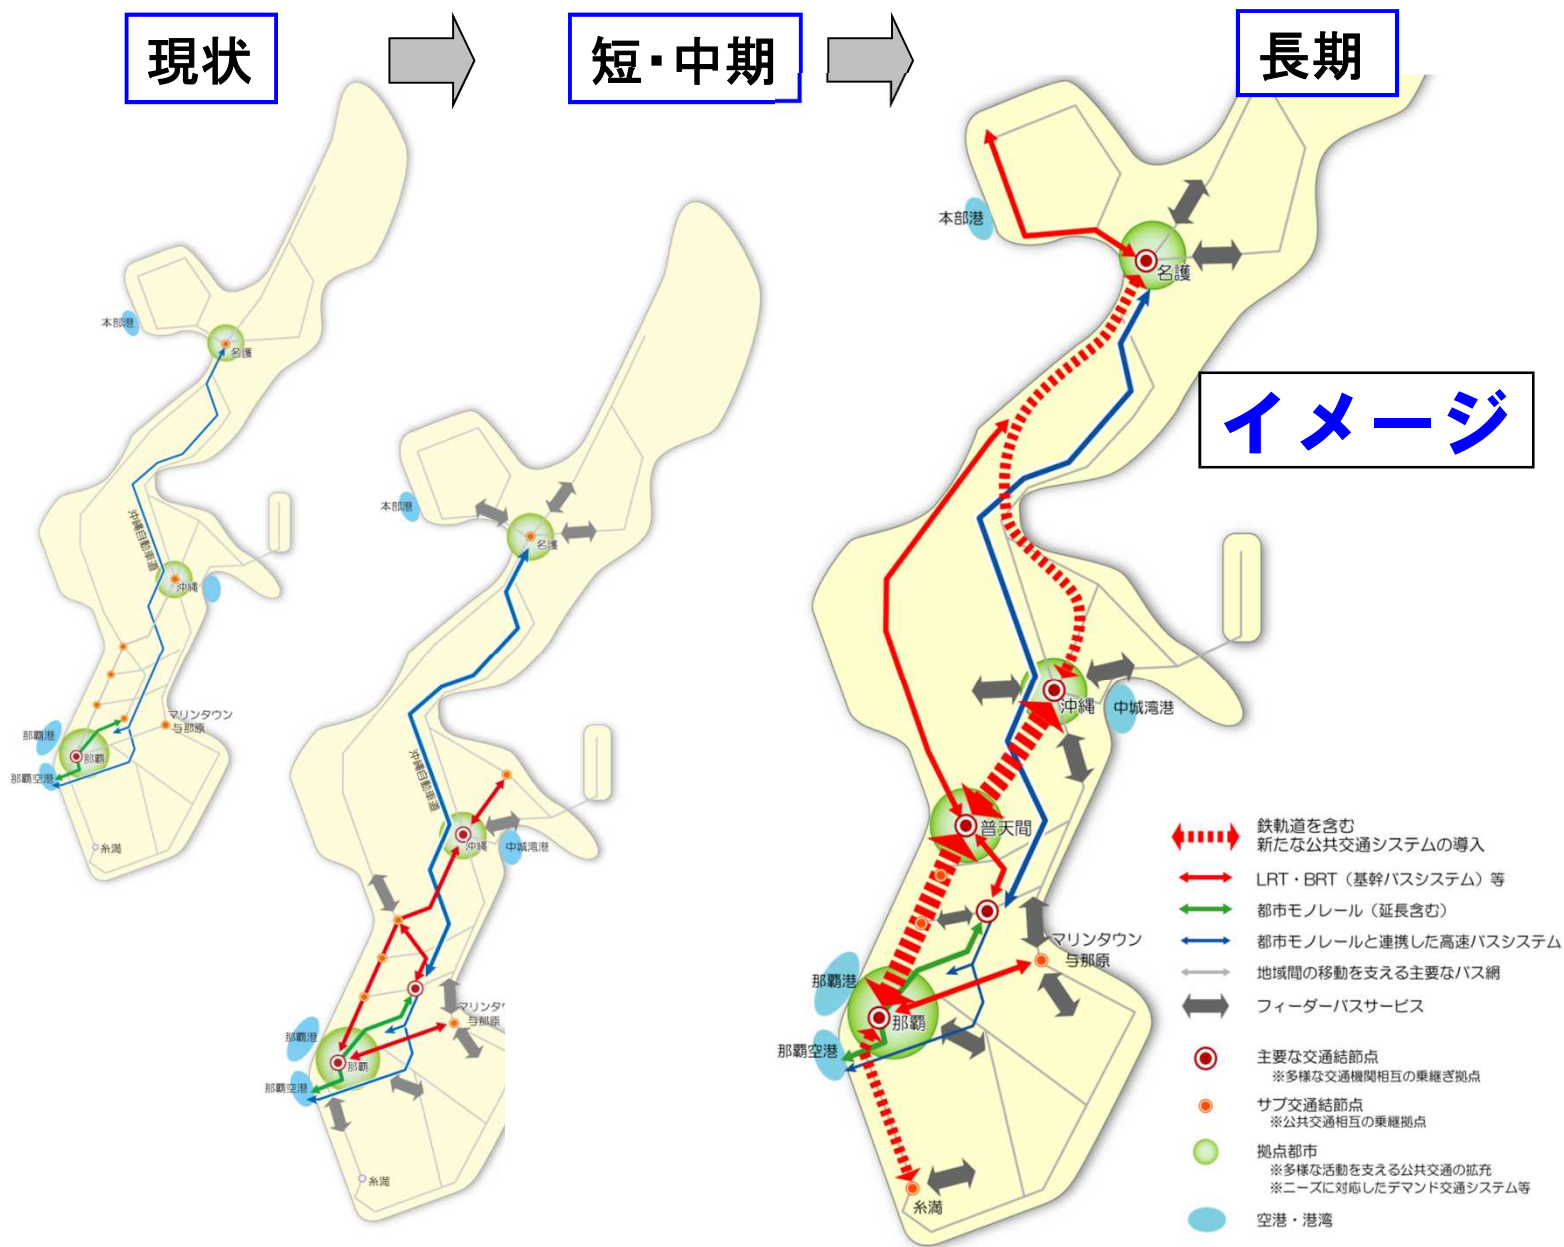 現状
短・中期
長期
イメージ
本部港
名護
沖縄自動車道
沖縄
マリンタウン
与那原
那覇港
那覇
那覇空港
糸満
本部港
名護
沖縄自動車道
沖縄
中城湾港
マリンタウ
与那原
那覇港
那覇
那覇空港
糸満
本部港
名護
沖縄
中城湾港
普天間
マリンタウン
与那原
那覇港
那覇
那覇空港
糸満
鉄軌道を含む
新たな公共交通システムの導入
LRT・BRT（基幹バスシステム）等
都市モノレール（延長含む）
都市モノレールと連携した高速バスシステム
地域間の移動を支える主要なバス網
フィーダーバスサービス
主要な交通結節点
※多様な交通機関相互の乗継ぎ拠点
サブ交通結節点
※公共交通相互の乗継拠点
拠点都市
※多様な活動を支える公共交通の拡充
※ニーズに対応したデマンド交通システム等
空港・港湾